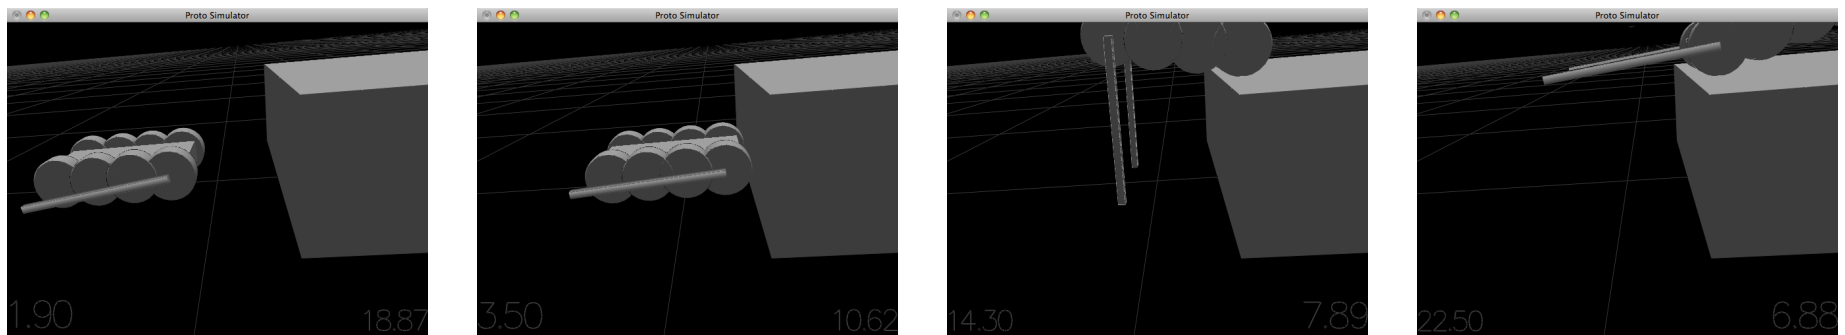 Proto Simulator
1.90 18.87
Proto Simulator
3.50 10.62
Proto Simulator
14.30 7.89
Proto Simulator
22.50 6.88